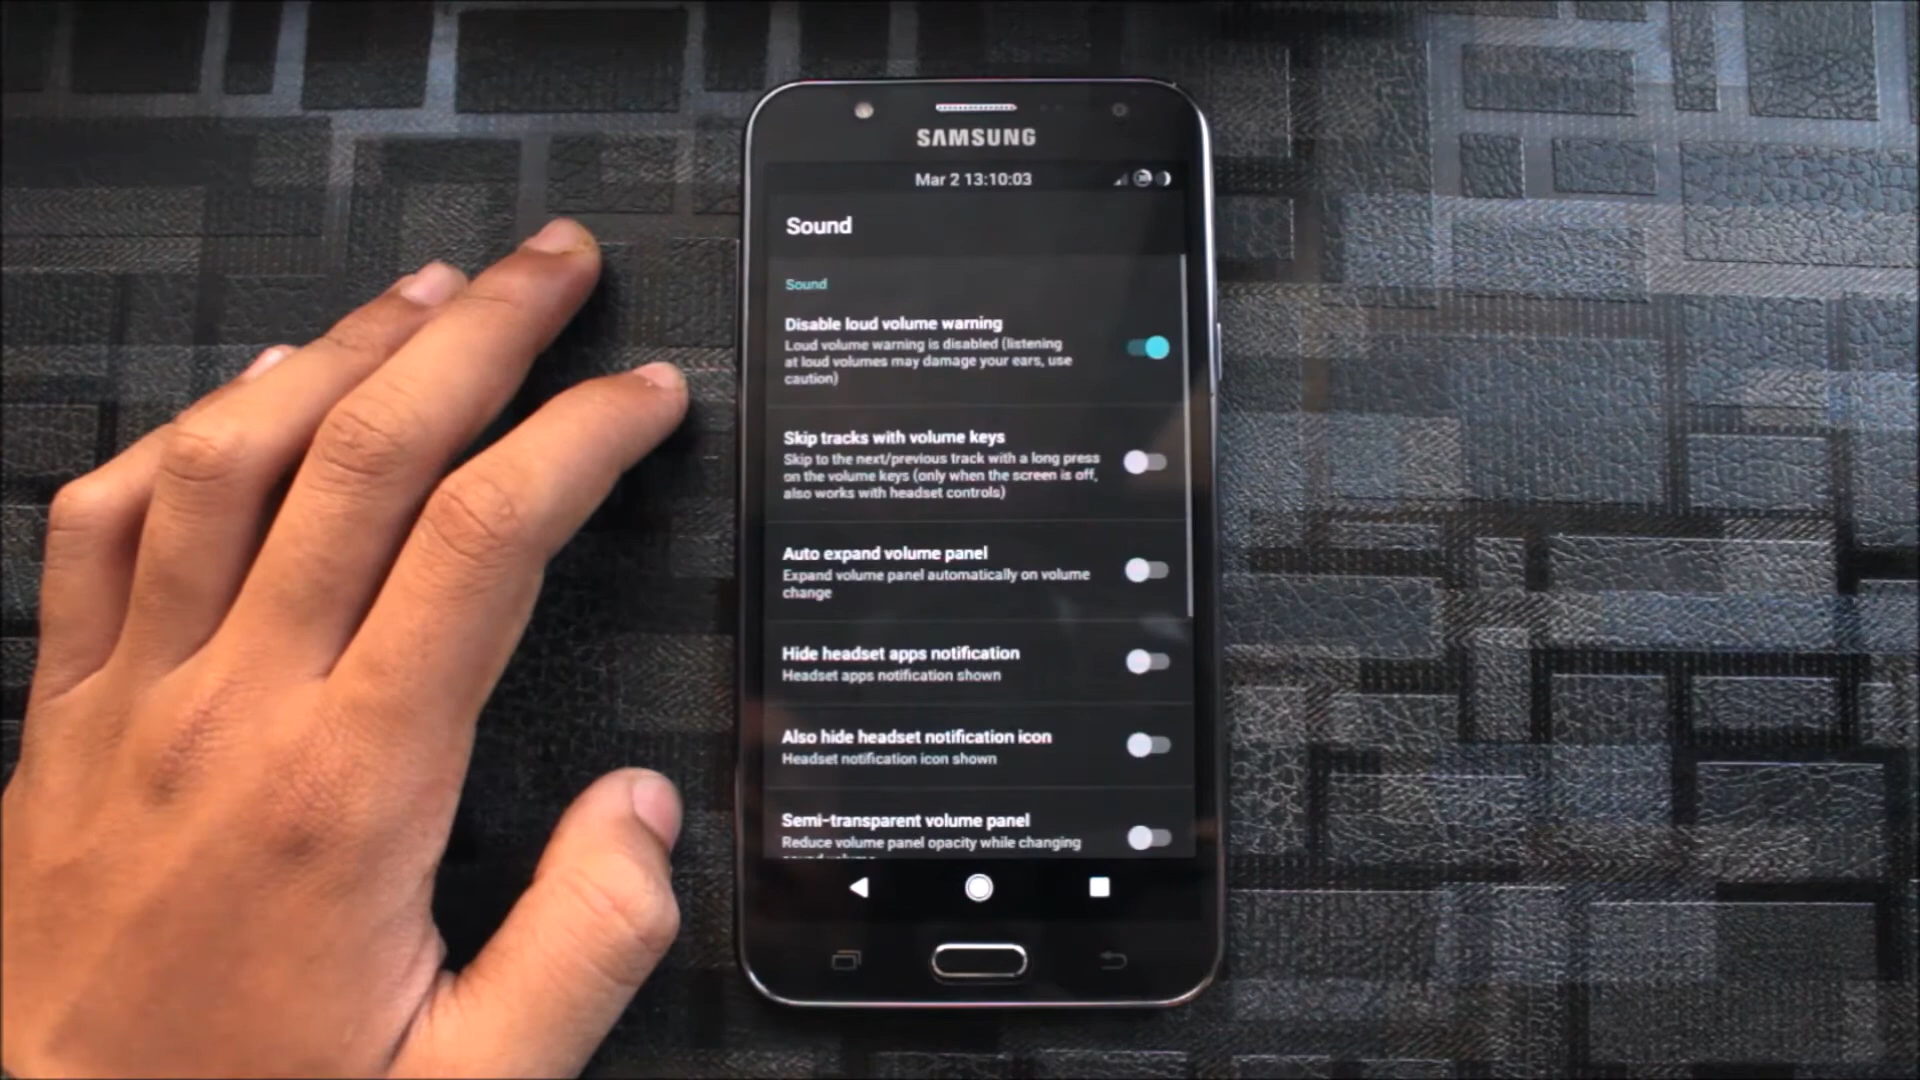 SAMSUNG
Mar 2 13:10:03
Sound
Sound
Disable loud volume warning
Loud volume warning is disabled (listening
at loud volumes may damage your ears, use
caution)
Skip tracks with volume keys
Skip to the next/previous track with a long press
on the volume keys (only when the screen is off,
also works with headset controls)
Auto expand volume panel
Expand volume panel automatically on volume
change
Hide headset apps notification
Headset apps notification shown
Also hide headset notification icon
Headset notification icon shown
Semi-transparent volume panel
Reduce volume panel opacity while changing